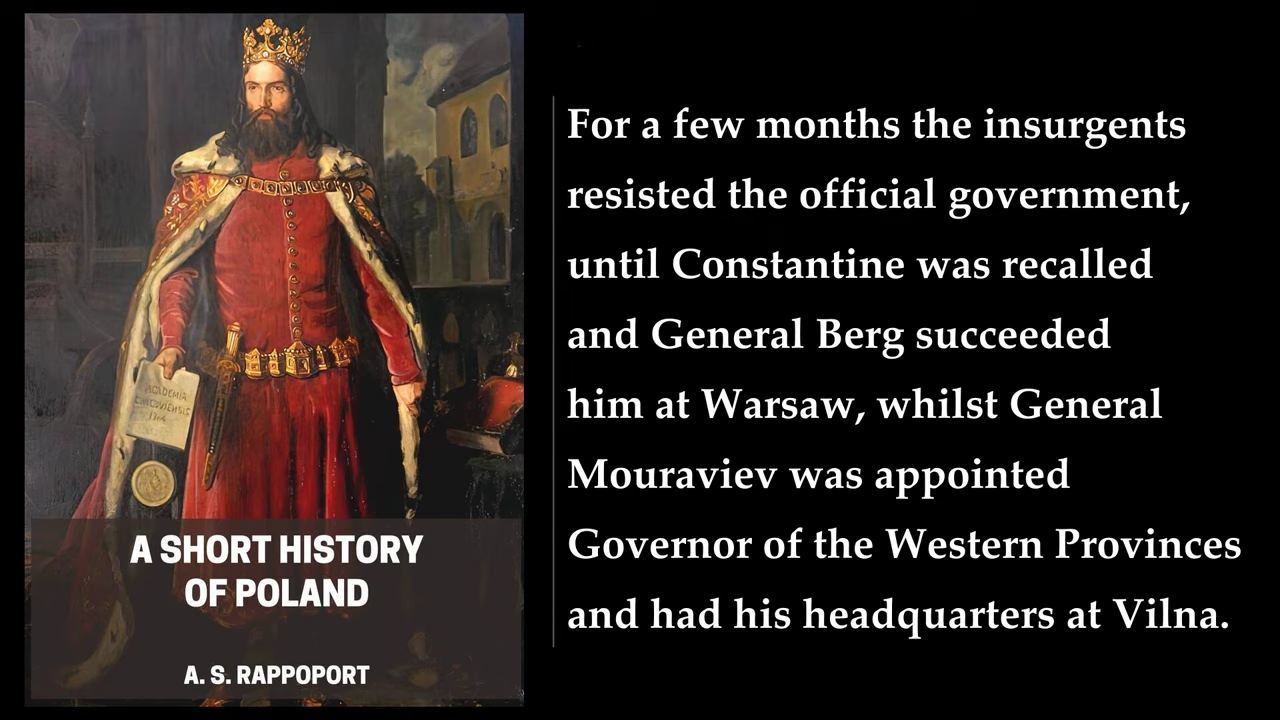 ACADEMIA
A SHORT HISTORY
OF POLAND
A. S. RAPPOPORT
For a few months the insurgents
resisted the official government,
until Constantine was recalled
and General Berg succeeded
him at Warsaw, whilst General
Mouraviev was appointed
Governor of the Western Provinces
and had his headquarters at Vilna.